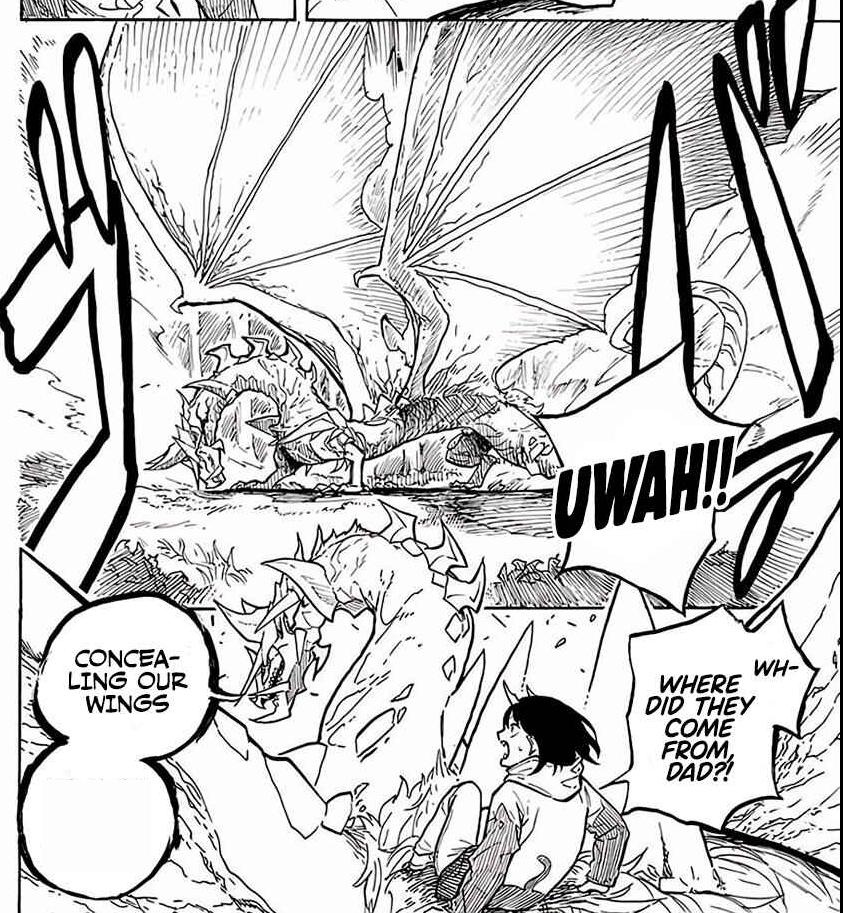 UWAH!!
WH-
WHERE
DID THEY
COME
FROM,
DAD?!
CONCEA-
LING OUR
WINGS